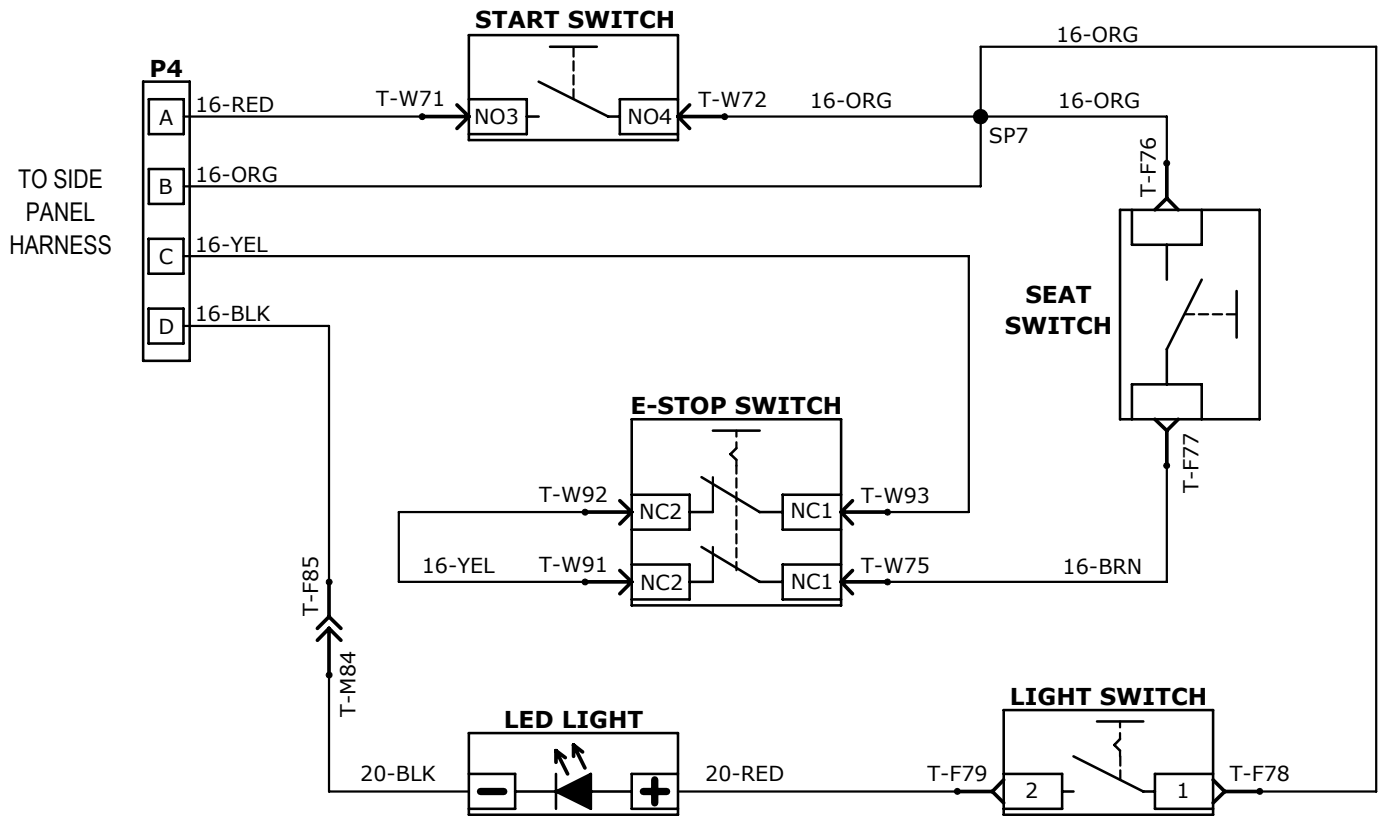 START SWITCH
16-ORG
P4
A
16-RED
T-W71
NO3
NO4
T-W72
16-ORG
16-ORG
SP7
TO SIDE
PANEL
HARNESS
B
16-ORG
T-F76
C
16-YEL
SEAT
SWITCH
D
16-BLK
E-STOP SWITCH
T-F77
T-W92
NC2
NC1
T-W93
16-YEL
T-W91
NC2
NC1
T-W75
16-BRN
T-F85
T-M84
LED LIGHT
LIGHT SWITCH
20-BLK
20-RED
T-F79
2
1
T-F78